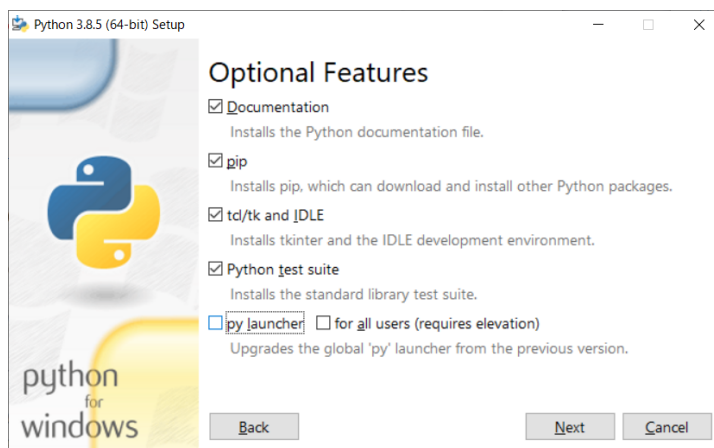 Python 3.8.5 (64-bit) Setup
Optional Features
Documentation
Installs the Python documentation file.
pip
Installs pip, which can download and install other Python packages.
tcl/tk and IDLE
Installs tkinter and the IDLE development environment.
Python test suite
Installs the standard library test suite.
py launcher for all users (requires elevation)
Upgrades the global 'py' launcher from the previous version.
python
for
windows
Back Next Cancel